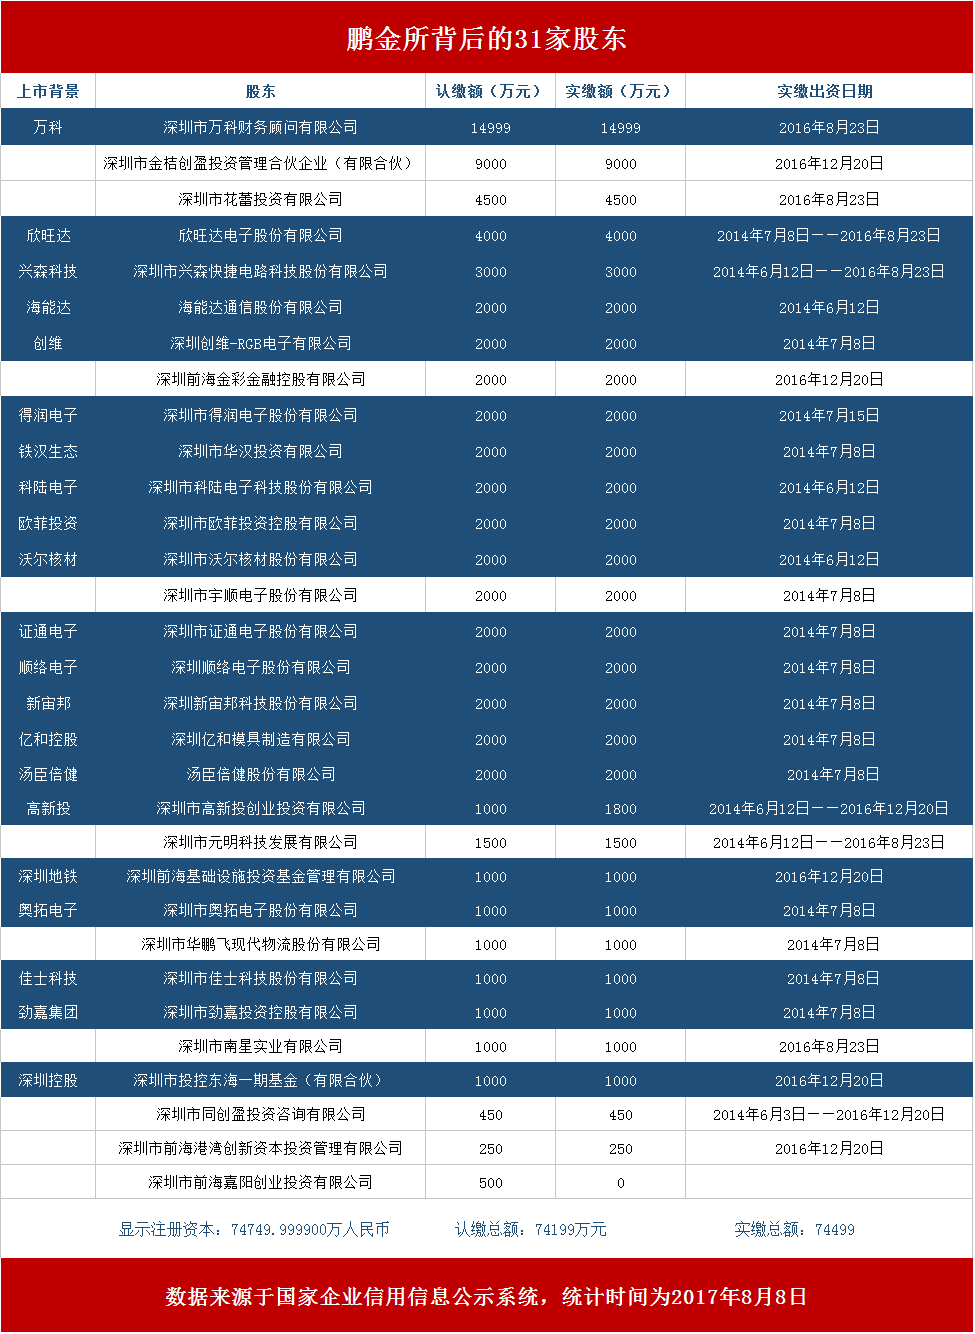 鹏金所背后的31家股东
上市背景 股东 认缴额（万元） 实缴额（万元） 实缴出资日期
万科 深圳市万科财务顾问有限公司 14999 14999 2016年8月23日
深圳市金桔创盈投资管理合伙企业（有限合伙） 9000 9000 2016年12月20日
深圳市花蕾投资有限公司 4500 4500 2016年8月23日
欣旺达 欣旺达电子股份有限公司 4000 4000 2014年7月8日－－2016年8月23日
兴森科技 深圳市兴森快捷电路科技股份有限公司 3000 3000 2014年6月12日－－2016年8月23日
海能达 海能达通信股份有限公司 2000 2000 2014年6月12日
创维 深圳创维-RGB电子有限公司 2000 2000 2014年7月8日
深圳前海金彩金融控股有限公司 2000 2000 2016年12月20日
得润电子 深圳市得润电子股份有限公司 2000 2000 2014年7月15日
铁汉生态 深圳市华汉投资有限公司 2000 2000 2014年7月8日
科陆电子 深圳市科陆电子科技股份有限公司 2000 2000 2014年6月12日
欧菲投资 深圳市欧菲投资控股有限公司 2000 2000 2014年7月8日
沃尔核材 深圳市沃尔核材股份有限公司 2000 2000 2014年6月12日
深圳市宇顺电子股份有限公司 2000 2000 2014年7月8日
证通电子 深圳市证通电子股份有限公司 2000 2000 2014年7月8日
顺络电子 深圳顺络电子股份有限公司 2000 2000 2014年7月8日
新宙邦 深圳新宙邦科技股份有限公司 2000 2000 2014年7月8日
亿和控股 深圳亿和模具制造有限公司 2000 2000 2014年7月8日
汤臣倍健 汤臣倍健股份有限公司 2000 2000 2014年7月8日
高新投 深圳市高新投创业投资有限公司 1000 1800 2014年6月12日－－2016年12月20日
深圳市元明科技发展有限公司 1500 1500 2014年6月12日－－2016年8月23日
深圳地铁 深圳前海基础设施投资基金管理有限公司 1000 1000 2016年12月20日
奥拓电子 深圳市奥拓电子股份有限公司 1000 1000 2014年7月8日
深圳市华鹏飞现代物流股份有限公司 1000 1000 2014年7月8日
佳士科技 深圳市佳士科技股份有限公司 1000 1000 2014年7月8日
劲嘉集团 深圳市劲嘉投资控股有限公司 1000 1000 2014年7月8日
深圳市南星实业有限公司 1000 1000 2016年8月23日
深圳控股 深圳市投控东海一期基金（有限合伙） 1000 1000 2016年12月20日
深圳市同创盈投资咨询有限公司 450 450 2014年6月3日－－2016年12月20日
深圳市前海港湾创新资本投资管理有限公司 250 250 2016年12月20日
深圳市前海嘉阳创业投资有限公司 500 0
显示注册资本：74749.999900万人民币 认缴总额：74199万元 实缴总额：74499
数据来源于国家企业信用信息公示系统，统计时间为2017年8月8日